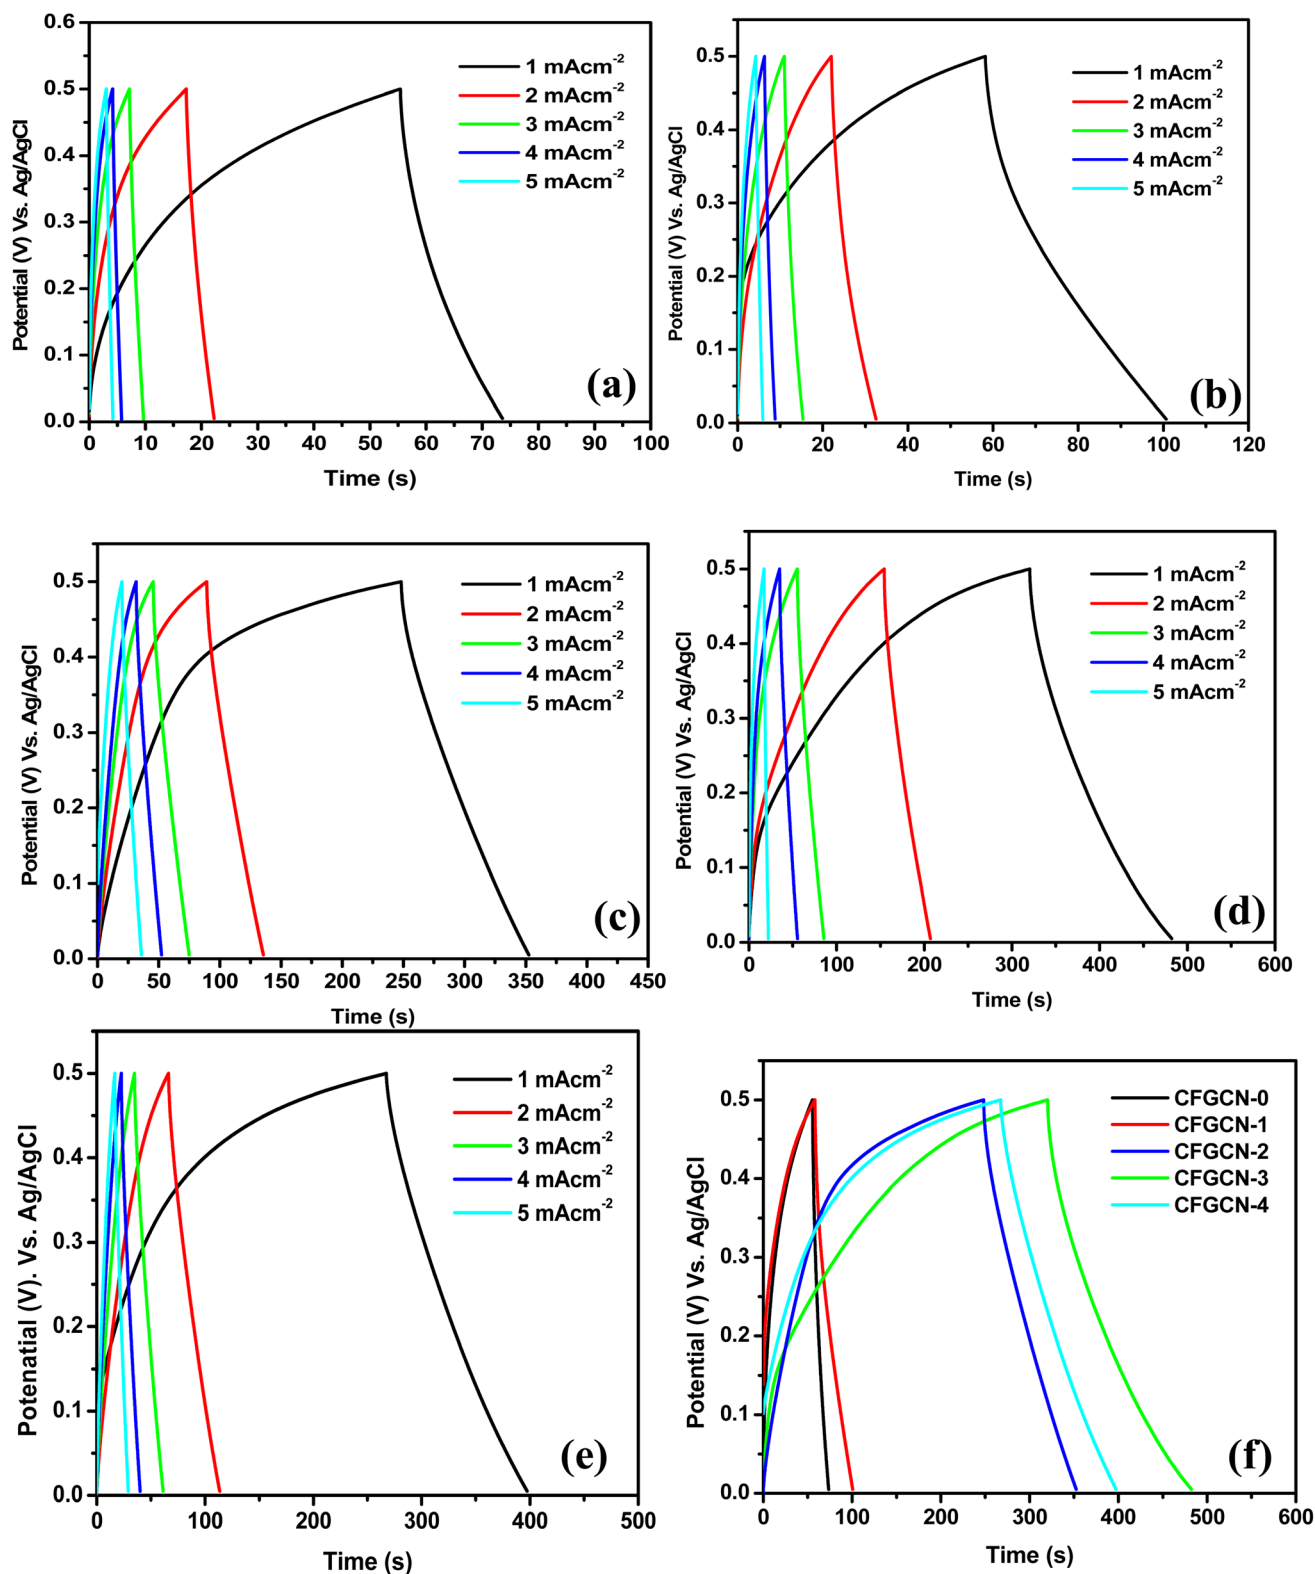 0.6
0.5
0.4
0.3
0.2
0.1
0.0
Potential (V) Vs. Ag/AgCl
1 mAcm⁻²
2 mAcm⁻²
3 mAcm⁻²
4 mAcm⁻²
5 mAcm⁻²
(a)
0 10 20 30 40 50 60 70 80 90 100
Time (s)
0.5
0.4
0.3
0.2
0.1
0.0
Potential (V) Vs. Ag/AgCl
1 mAcm⁻²
2 mAcm⁻²
3 mAcm⁻²
4 mAcm⁻²
5 mAcm⁻²
(b)
0 20 40 60 80 100 120
Time (s)
0.5
0.4
0.3
0.2
0.1
0.0
Potential (V) Vs. Ag/AgCl
1 mAcm⁻²
2 mAcm⁻²
3 mAcm⁻²
4 mAcm⁻²
5 mAcm⁻²
(c)
0 50 100 150 200 250 300 350 400 450
Time (s)
0.5
0.4
0.3
0.2
0.1
0.0
Potential (V) Vs. Ag/AgCl
1 mAcm⁻²
2 mAcm⁻²
3 mAcm⁻²
4 mAcm⁻²
5 mAcm⁻²
(d)
0 100 200 300 400 500 600
Time (s)
0.5
0.4
0.3
0.2
0.1
0.0
Potenatial (V). Vs. Ag/AgCl
1 mAcm⁻²
2 mAcm⁻²
3 mAcm⁻²
4 mAcm⁻²
5 mAcm⁻²
(e)
0 100 200 300 400 500
Time (s)
0.5
0.4
0.3
0.2
0.1
0.0
Potential (V) Vs. Ag/AgCl
CFGCN-0
CFGCN-1
CFGCN-2
CFGCN-3
CFGCN-4
(f)
0 100 200 300 400 500 600
Time (s)